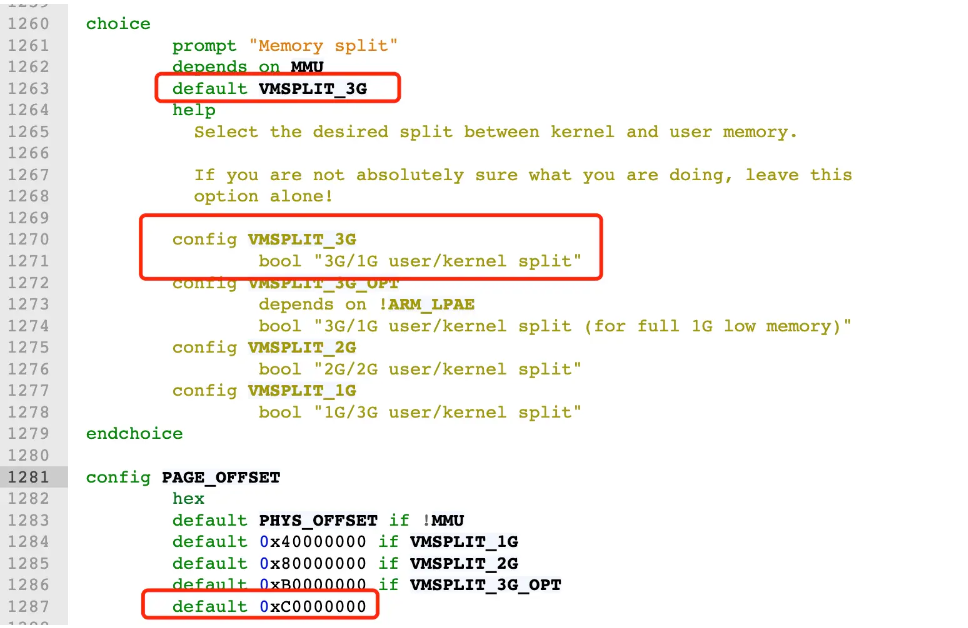 1260 choice
1261 prompt "Memory split"
1262 depends on MMU
1263 default VMSPLIT_3G
1264 help
1265 Select the desired split between kernel and user memory.
1266
1267 If you are not absolutely sure what you are doing, leave this
1268 option alone!
1269
1270 config VMSPLIT_3G
1271 bool "3G/1G user/kernel split"
1272 config VMSPLIT_3G_OPT
1273 depends on !ARM_LPAE
1274 bool "3G/1G user/kernel split (for full 1G low memory)"
1275 config VMSPLIT_2G
1276 bool "2G/2G user/kernel split"
1277 config VMSPLIT_1G
1278 bool "1G/3G user/kernel split"
1279 endchoice
1280
1281 config PAGE_OFFSET
1282 hex
1283 default PHYS_OFFSET if !MMU
1284 default 0x40000000 if VMSPLIT_1G
1285 default 0x80000000 if VMSPLIT_2G
1286 default 0xB0000000 if VMSPLIT_3G_OPT
1287 default 0xC0000000